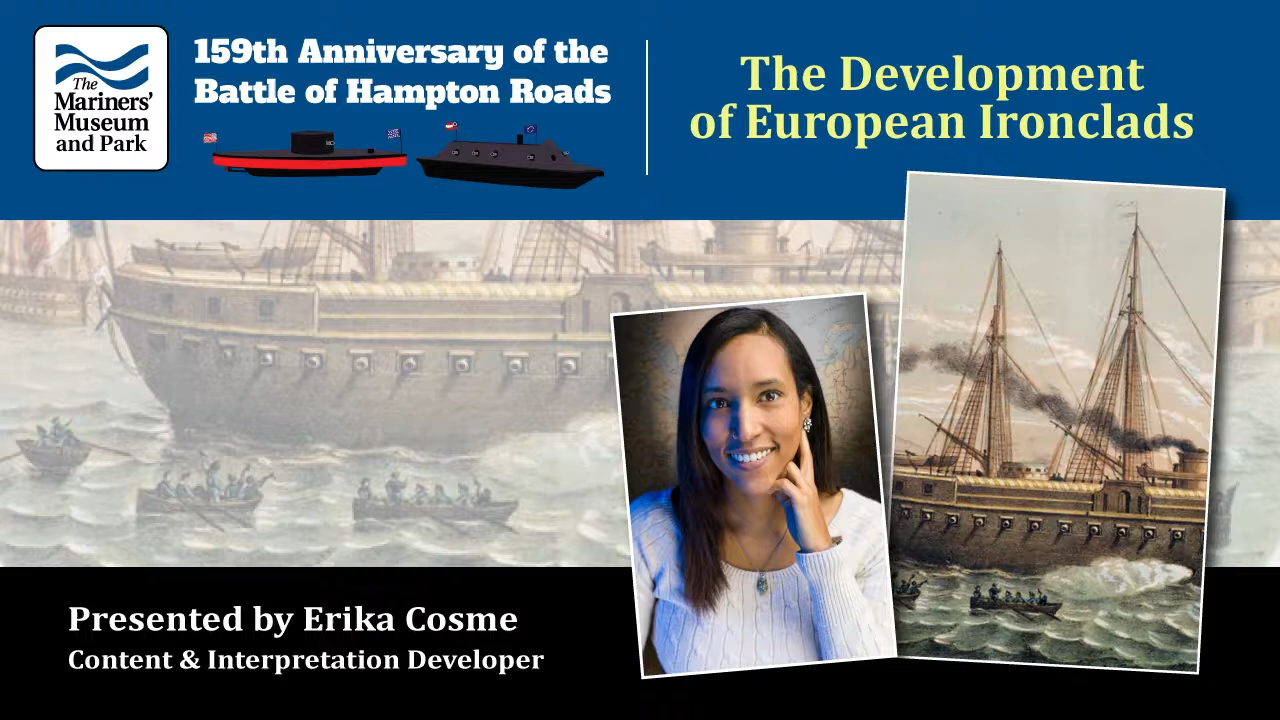 The
Mariners'
Museum
and Park
159th Anniversary of the
Battle of Hampton Roads
The Development
of European Ironclads
Presented by Erika Cosme
Content & Interpretation Developer